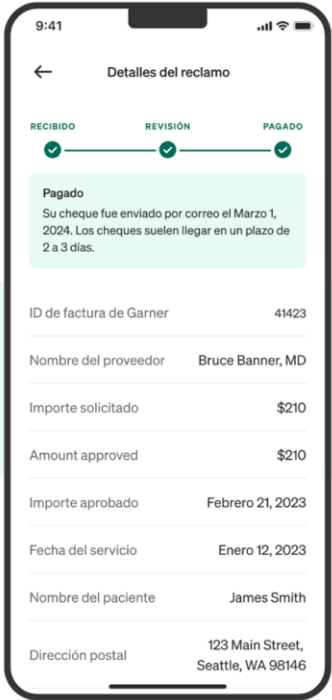 9:41
Detalles del reclamo
RECIBIDO REVISIÓN PAGADO
Pagado
Su cheque fue enviado por correo el Marzo 1,
2024. Los cheques suelen llegar en un plazo de
2 a 3 días.
ID de factura de Garner 41423
Nombre del proveedor Bruce Banner, MD
Importe solicitado $210
Amount approved $210
Importe aprobado Febrero 21, 2023
Fecha del servicio Enero 12, 2023
Nombre del paciente James Smith
Dirección postal 123 Main Street,
Seattle, WA 98146